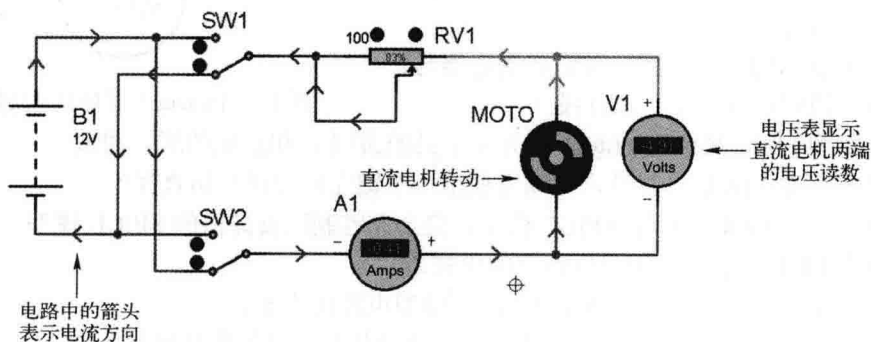 SW1
100
RV1
B1
12V
MOTO
V1
+
Volts
电压表显示
直流电机两端
的电压读数
直流电机转动
-
SW2
A1
-
+
Amps
电路中的箭头
表示电流方向